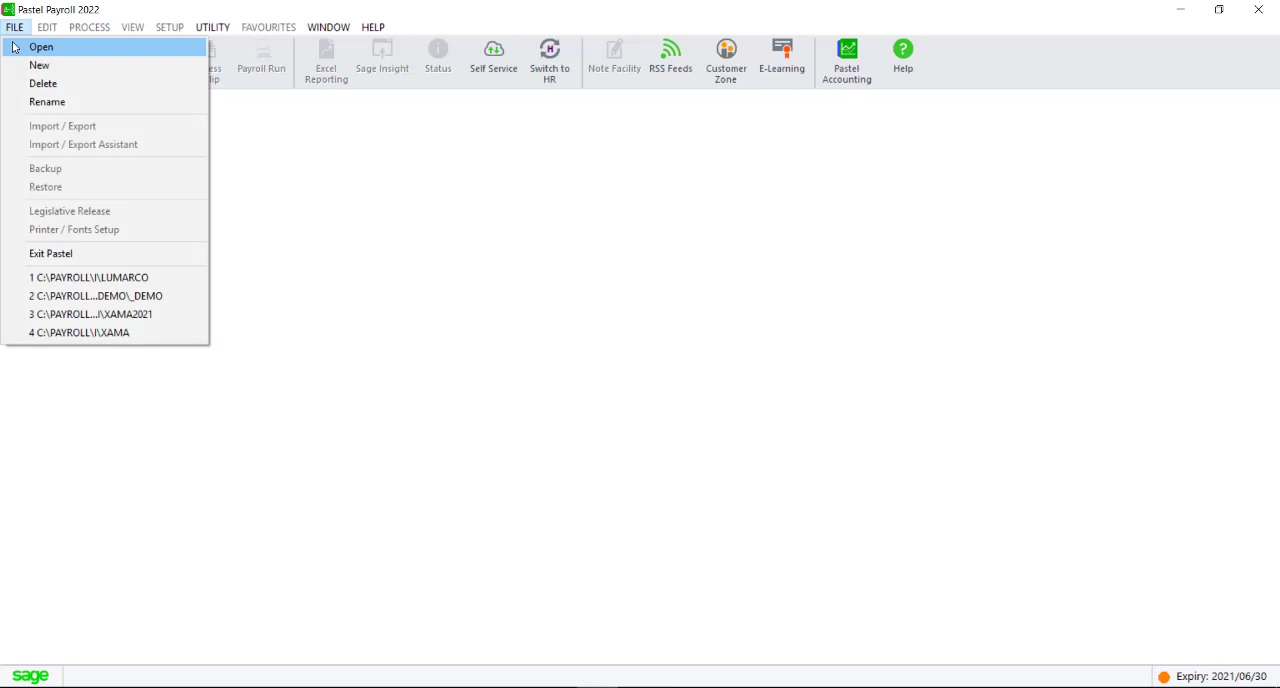 Pastel Payroll 2022
FILE EDIT PROCESS VIEW SETUP UTILITY FAVOURITES WINDOW HELP
Open
New
Delete
Rename
Import / Export
Import / Export Assistant
Backup
Restore
Legislative Release
Printer / Fonts Setup
Exit Pastel
1 C:\PAYROLL\I\LUMARCO
2 C:\PAYROLL...DEMO\_DEMO
3 C:\PAYROLL...I\XAMA2021
4 C:\PAYROLL\I\XAMA
Payroll Run
Excel
Reporting
Sage Insight
Status
Self Service
Switch to
HR
Note Facility
RSS Feeds
Customer
Zone
E-Learning
Pastel
Accounting
Help
sage
Expiry: 2021/06/30